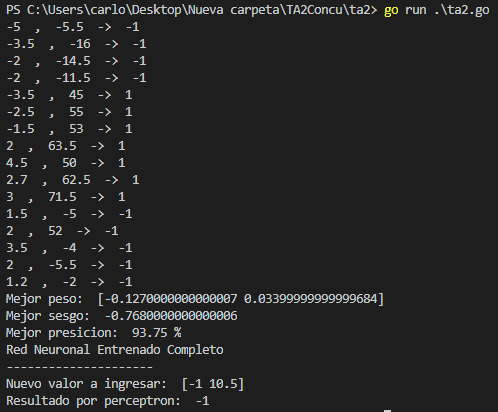 PS C:\Users\carlo\Desktop\Nueva carpeta\TA2Concu\ta2> go run .\ta2.go
-5  ,  -5.5  ->  -1
-3.5  ,  -16  ->  -1
-2  ,  -14.5  ->  -1
-2  ,  -11.5  ->  -1
-3.5  ,  45  ->  1
-2.5  ,  55  ->  1
-1.5  ,  53  ->  1
2  ,  63.5  ->  1
4.5  ,  50  ->  1
2.7  ,  62.5  ->  1
3  ,  71.5  ->  1
1.5  ,  -5  ->  -1
2  ,  52  ->  -1
3.5  ,  -4  ->  -1
2  ,  -5.5  ->  -1
1.2  ,  -2  ->  -1
Mejor peso:  [-0.1270000000000007 0.03399999999999684]
Mejor sesgo:  -0.7680000000000006
Mejor presicion:  93.75 %
Red Neuronal Entrenado Completo
---------------------
Nuevo valor a ingresar:  [-1 10.5]
Resultado por perceptron:  -1